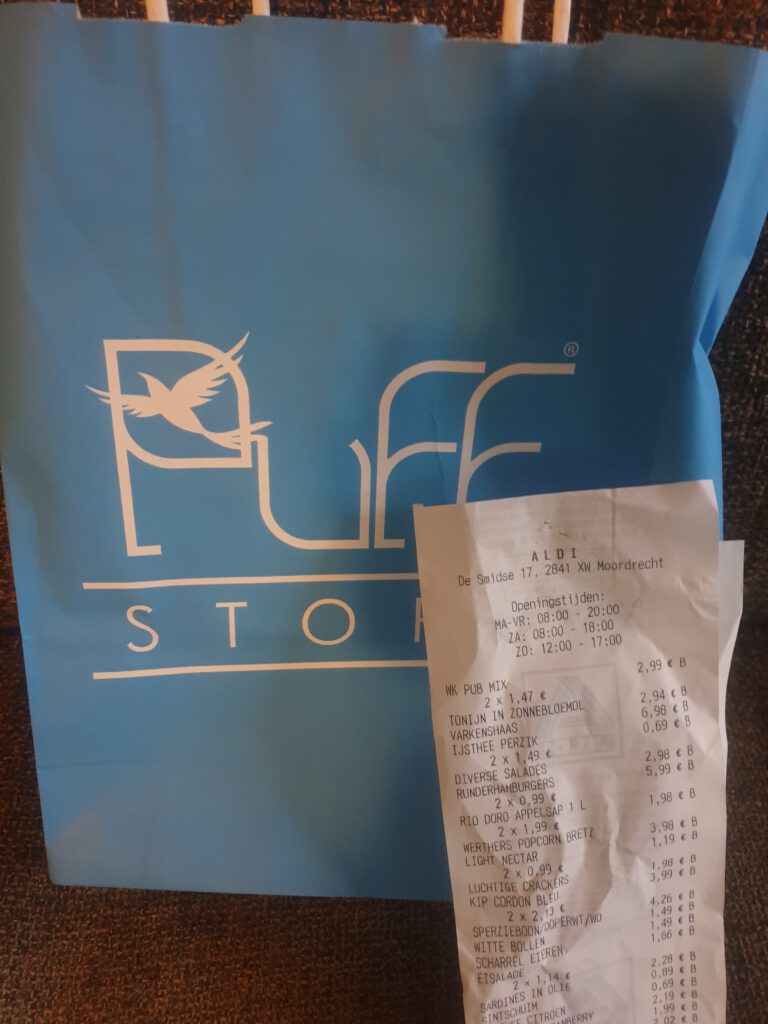 PUFF
®
STOR
ALDI
De Smidse 17, 2841 XW Moordrecht
Openingstijden:
MA-VR: 08:00 - 20:00
ZA: 08:00 - 18:00
ZO: 12:00 - 17:00
WK PUB MIX 2,99 € B
2 x 1,47 €
TONIJN IN ZONNEBLOEMOL 2,94 € B
VARKENSHAAS 6,98 € B
IJSTHEE PERZIK 0,69 € B
2 x 1,49 €
DIVERSE SALADES 2,98 € B
RUNDERHAMBURGERS 5,99 € B
2 x 0,99 €
RIO DORO APPELSAP 1 L 1,98 € B
2 x 1,99 €
WERTHERS POPCORN BRETZ 3,98 € B
LIGHT NECTAR 1,19 € B
2 x 0,99 €
LUCHTIGE CRACKERS 1,98 € B
KIP CORDON BLEU 3,99 € B
2 x 2,13 €
SPERZIEBOON/DOPERWT/WO 4,26 € B
WITTE BOLLEN 1,49 € B
SCHARREL EIEREN 1,49 € B
EISALADE 1,66 € B
2 x 1,14 €
SARDINES IN OLIE 2,28 € B
SINTSCHUIM 0,89 € B
CITROEN 0,69 € B
2,19 € B
1,99 € B
2,02 € B